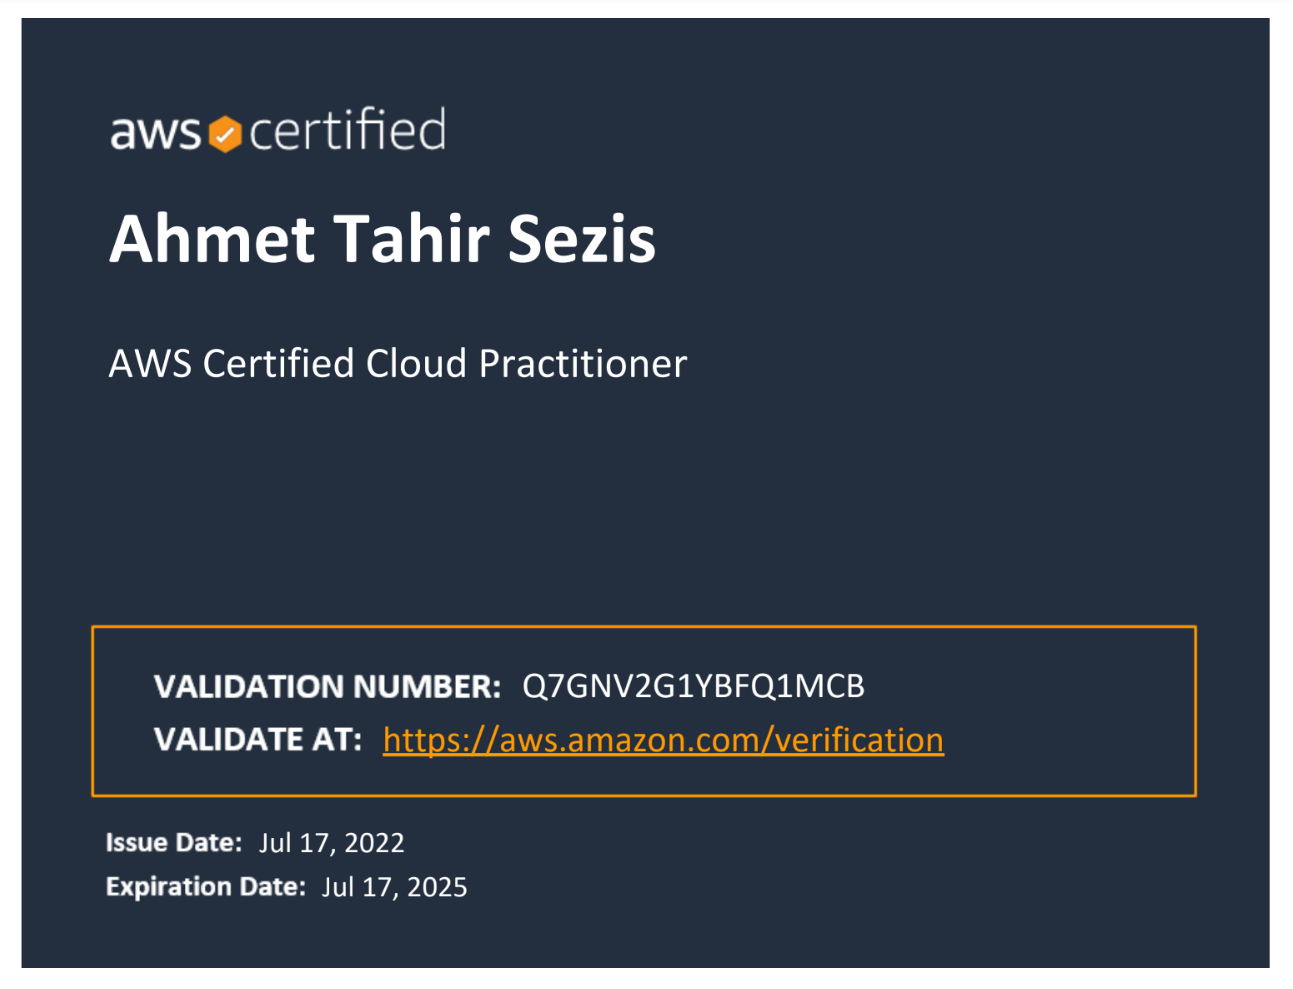 aws certified
Ahmet Tahir Sezis
AWS Certified Cloud Practitioner
VALIDATION NUMBER: Q7GNV2G1YBFQ1MCB
VALIDATE AT: https://aws.amazon.com/verification
Issue Date: Jul 17, 2022
Expiration Date: Jul 17, 2025